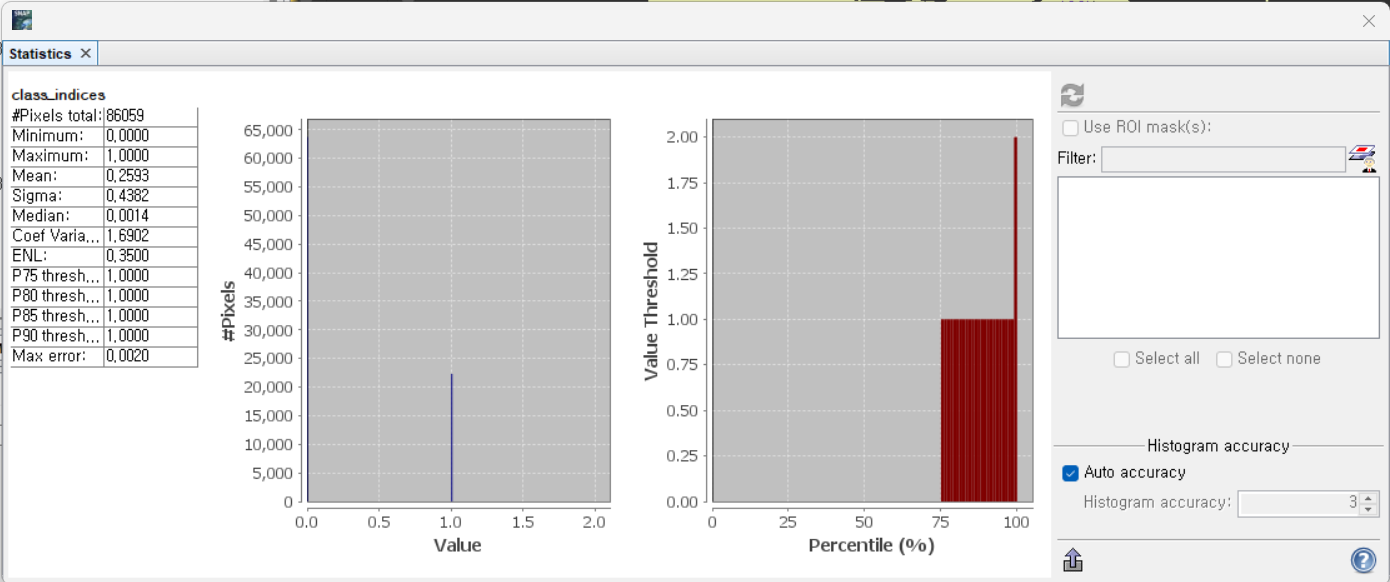 SNAP
Statistics
class_indices
#Pixels total: 86059
Minimum: 0,0000
Maximum: 1,0000
Mean: 0,2593
Sigma: 0,4382
Median: 0,0014
Coef Varia,,, 1,6902
ENL: 0,3500
P75 thresh,,, 1,0000
P80 thresh,,, 1,0000
P85 thresh,,, 1,0000
P90 thresh,,, 1,0000
Max error: 0,0020
#Pixels
65,000
60,000
55,000
50,000
45,000
40,000
35,000
30,000
25,000
20,000
15,000
10,000
5,000
0
0.0 0.5 1.0 1.5 2.0
Value
Value Threshold
2.00
1.75
1.50
1.25
1.00
0.75
0.50
0.25
0.00
0 25 50 75 100
Percentile (%)
Use ROI mask(s):
Filter:
Select all Select none
Histogram accuracy
Auto accuracy
Histogram accuracy: 3
?